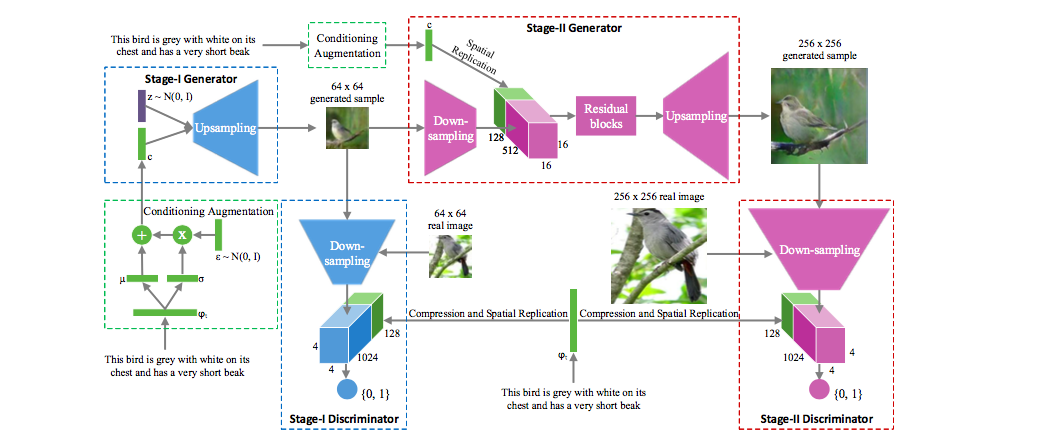 This bird is grey with white on its
chest and has a very short beak
Conditioning
Augmentation
c
Stage-II Generator
Spatial
Replication
256 x 256
generated sample
Stage-I Generator
z ~ N(0, I)
Upsampling
c
64 x 64
generated sample
Down-
sampling
128
512
16
16
Residual
blocks
Upsampling
Conditioning Augmentation
+
x
ε ~ N(0, I)
μ
σ
φt
This bird is grey with white on its
chest and has a very short beak
64 x 64
real image
Down-
sampling
128
4
1024
4
{0, 1}
Stage-I Discriminator
Compression and Spatial Replication
Compression and Spatial Replication
φt
This bird is grey with white on its
chest and has a very short beak
256 x 256 real image
Down-sampling
128
1024
4
4
{0, 1}
Stage-II Discriminator